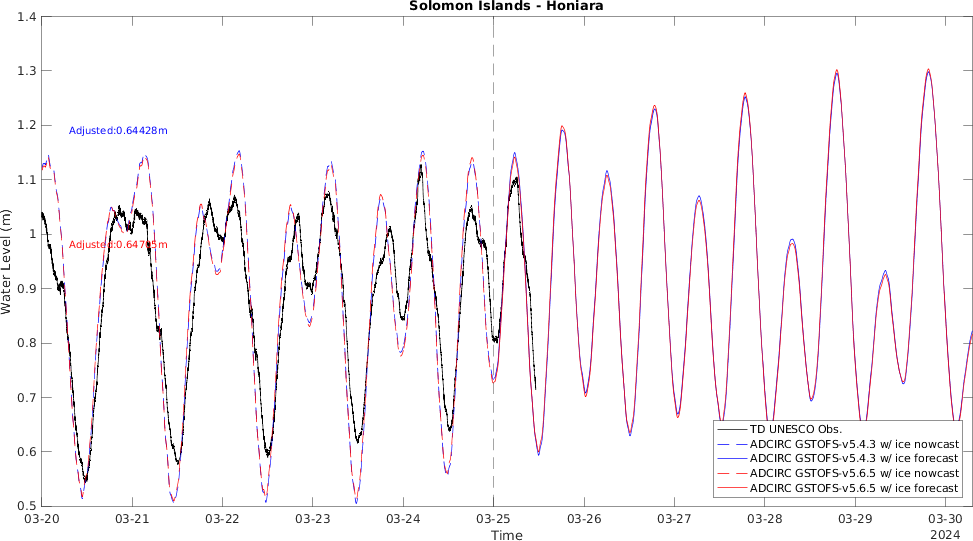 Solomon Islands - Honiara
Water Level (m)
1.4
1.3
1.2
1.1
1
0.9
0.8
0.7
0.6
0.5
Adjusted:0.64428m
Adjusted:0.64705m
TD UNESCO Obs.
ADCIRC GSTOFS-v5.4.3 w/ ice nowcast
ADCIRC GSTOFS-v5.4.3 w/ ice forecast
ADCIRC GSTOFS-v5.6.5 w/ ice nowcast
ADCIRC GSTOFS-v5.6.5 w/ ice forecast
03-20 03-21 03-22 03-23 03-24 03-25 03-26 03-27 03-28 03-29 03-30
Time
2024